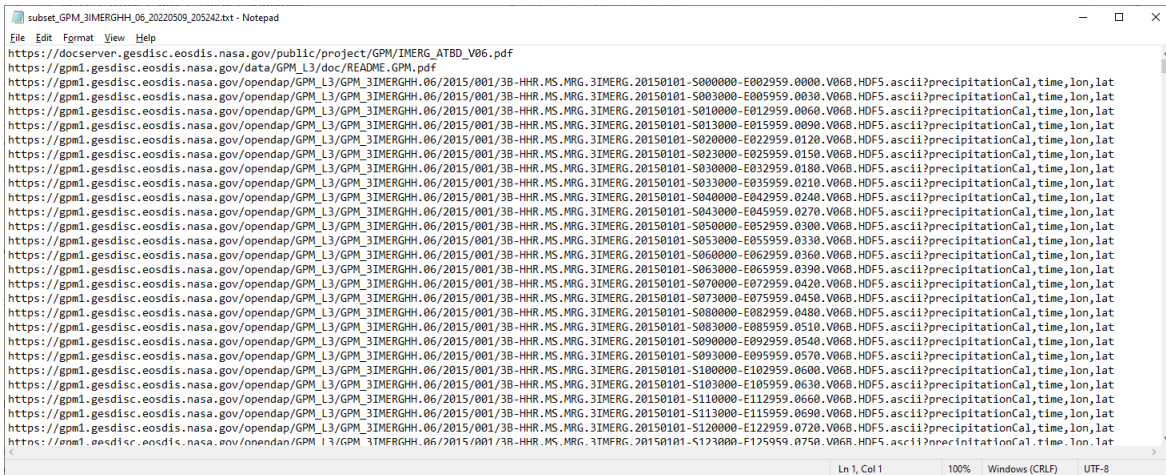 subset_GPM_3IMERGHH_06_20220509_205242.txt - Notepad
File Edit Format View Help
https://docserver.gesdisc.eosdis.nasa.gov/public/project/GPM/IMERG_ATBD_V06.pdf
https://gpm1.gesdisc.eosdis.nasa.gov/data/GPM_L3/doc/README.GPM.pdf
https://gpm1.gesdisc.eosdis.nasa.gov/opendap/GPM_L3/GPM_3IMERGHH.06/2015/001/3B-HHR.MS.MRG.3IMERG.20150101-S000000-E002959.0000.V06B.HDF5.ascii?precipitationCal,time,lon,lat
https://gpm1.gesdisc.eosdis.nasa.gov/opendap/GPM_L3/GPM_3IMERGHH.06/2015/001/3B-HHR.MS.MRG.3IMERG.20150101-S003000-E005959.0030.V06B.HDF5.ascii?precipitationCal,time,lon,lat
https://gpm1.gesdisc.eosdis.nasa.gov/opendap/GPM_L3/GPM_3IMERGHH.06/2015/001/3B-HHR.MS.MRG.3IMERG.20150101-S010000-E012959.0060.V06B.HDF5.ascii?precipitationCal,time,lon,lat
https://gpm1.gesdisc.eosdis.nasa.gov/opendap/GPM_L3/GPM_3IMERGHH.06/2015/001/3B-HHR.MS.MRG.3IMERG.20150101-S013000-E015959.0090.V06B.HDF5.ascii?precipitationCal,time,lon,lat
https://gpm1.gesdisc.eosdis.nasa.gov/opendap/GPM_L3/GPM_3IMERGHH.06/2015/001/3B-HHR.MS.MRG.3IMERG.20150101-S020000-E022959.0120.V06B.HDF5.ascii?precipitationCal,time,lon,lat
https://gpm1.gesdisc.eosdis.nasa.gov/opendap/GPM_L3/GPM_3IMERGHH.06/2015/001/3B-HHR.MS.MRG.3IMERG.20150101-S023000-E025959.0150.V06B.HDF5.ascii?precipitationCal,time,lon,lat
https://gpm1.gesdisc.eosdis.nasa.gov/opendap/GPM_L3/GPM_3IMERGHH.06/2015/001/3B-HHR.MS.MRG.3IMERG.20150101-S030000-E032959.0180.V06B.HDF5.ascii?precipitationCal,time,lon,lat
https://gpm1.gesdisc.eosdis.nasa.gov/opendap/GPM_L3/GPM_3IMERGHH.06/2015/001/3B-HHR.MS.MRG.3IMERG.20150101-S033000-E035959.0210.V06B.HDF5.ascii?precipitationCal,time,lon,lat
https://gpm1.gesdisc.eosdis.nasa.gov/opendap/GPM_L3/GPM_3IMERGHH.06/2015/001/3B-HHR.MS.MRG.3IMERG.20150101-S040000-E042959.0240.V06B.HDF5.ascii?precipitationCal,time,lon,lat
https://gpm1.gesdisc.eosdis.nasa.gov/opendap/GPM_L3/GPM_3IMERGHH.06/2015/001/3B-HHR.MS.MRG.3IMERG.20150101-S043000-E045959.0270.V06B.HDF5.ascii?precipitationCal,time,lon,lat
https://gpm1.gesdisc.eosdis.nasa.gov/opendap/GPM_L3/GPM_3IMERGHH.06/2015/001/3B-HHR.MS.MRG.3IMERG.20150101-S050000-E052959.0300.V06B.HDF5.ascii?precipitationCal,time,lon,lat
https://gpm1.gesdisc.eosdis.nasa.gov/opendap/GPM_L3/GPM_3IMERGHH.06/2015/001/3B-HHR.MS.MRG.3IMERG.20150101-S053000-E055959.0330.V06B.HDF5.ascii?precipitationCal,time,lon,lat
https://gpm1.gesdisc.eosdis.nasa.gov/opendap/GPM_L3/GPM_3IMERGHH.06/2015/001/3B-HHR.MS.MRG.3IMERG.20150101-S060000-E062959.0360.V06B.HDF5.ascii?precipitationCal,time,lon,lat
https://gpm1.gesdisc.eosdis.nasa.gov/opendap/GPM_L3/GPM_3IMERGHH.06/2015/001/3B-HHR.MS.MRG.3IMERG.20150101-S063000-E065959.0390.V06B.HDF5.ascii?precipitationCal,time,lon,lat
https://gpm1.gesdisc.eosdis.nasa.gov/opendap/GPM_L3/GPM_3IMERGHH.06/2015/001/3B-HHR.MS.MRG.3IMERG.20150101-S070000-E072959.0420.V06B.HDF5.ascii?precipitationCal,time,lon,lat
https://gpm1.gesdisc.eosdis.nasa.gov/opendap/GPM_L3/GPM_3IMERGHH.06/2015/001/3B-HHR.MS.MRG.3IMERG.20150101-S073000-E075959.0450.V06B.HDF5.ascii?precipitationCal,time,lon,lat
https://gpm1.gesdisc.eosdis.nasa.gov/opendap/GPM_L3/GPM_3IMERGHH.06/2015/001/3B-HHR.MS.MRG.3IMERG.20150101-S080000-E082959.0480.V06B.HDF5.ascii?precipitationCal,time,lon,lat
https://gpm1.gesdisc.eosdis.nasa.gov/opendap/GPM_L3/GPM_3IMERGHH.06/2015/001/3B-HHR.MS.MRG.3IMERG.20150101-S083000-E085959.0510.V06B.HDF5.ascii?precipitationCal,time,lon,lat
https://gpm1.gesdisc.eosdis.nasa.gov/opendap/GPM_L3/GPM_3IMERGHH.06/2015/001/3B-HHR.MS.MRG.3IMERG.20150101-S090000-E092959.0540.V06B.HDF5.ascii?precipitationCal,time,lon,lat
https://gpm1.gesdisc.eosdis.nasa.gov/opendap/GPM_L3/GPM_3IMERGHH.06/2015/001/3B-HHR.MS.MRG.3IMERG.20150101-S093000-E095959.0570.V06B.HDF5.ascii?precipitationCal,time,lon,lat
https://gpm1.gesdisc.eosdis.nasa.gov/opendap/GPM_L3/GPM_3IMERGHH.06/2015/001/3B-HHR.MS.MRG.3IMERG.20150101-S100000-E102959.0600.V06B.HDF5.ascii?precipitationCal,time,lon,lat
https://gpm1.gesdisc.eosdis.nasa.gov/opendap/GPM_L3/GPM_3IMERGHH.06/2015/001/3B-HHR.MS.MRG.3IMERG.20150101-S103000-E105959.0630.V06B.HDF5.ascii?precipitationCal,time,lon,lat
https://gpm1.gesdisc.eosdis.nasa.gov/opendap/GPM_L3/GPM_3IMERGHH.06/2015/001/3B-HHR.MS.MRG.3IMERG.20150101-S110000-E112959.0660.V06B.HDF5.ascii?precipitationCal,time,lon,lat
https://gpm1.gesdisc.eosdis.nasa.gov/opendap/GPM_L3/GPM_3IMERGHH.06/2015/001/3B-HHR.MS.MRG.3IMERG.20150101-S113000-E115959.0690.V06B.HDF5.ascii?precipitationCal,time,lon,lat
https://gpm1.gesdisc.eosdis.nasa.gov/opendap/GPM_L3/GPM_3IMERGHH.06/2015/001/3B-HHR.MS.MRG.3IMERG.20150101-S120000-E122959.0720.V06B.HDF5.ascii?precipitationCal,time,lon,lat
https://gpm1.gesdisc.eosdis.nasa.gov/opendap/GPM_L3/GPM_3IMERGHH.06/2015/001/3B-HHR.MS.MRG.3IMERG.20150101-S123000-E125959.0750.V06B.HDF5.ascii?precipitationCal,time,lon,lat
Ln 1, Col 1 100% Windows (CRLF) UTF-8